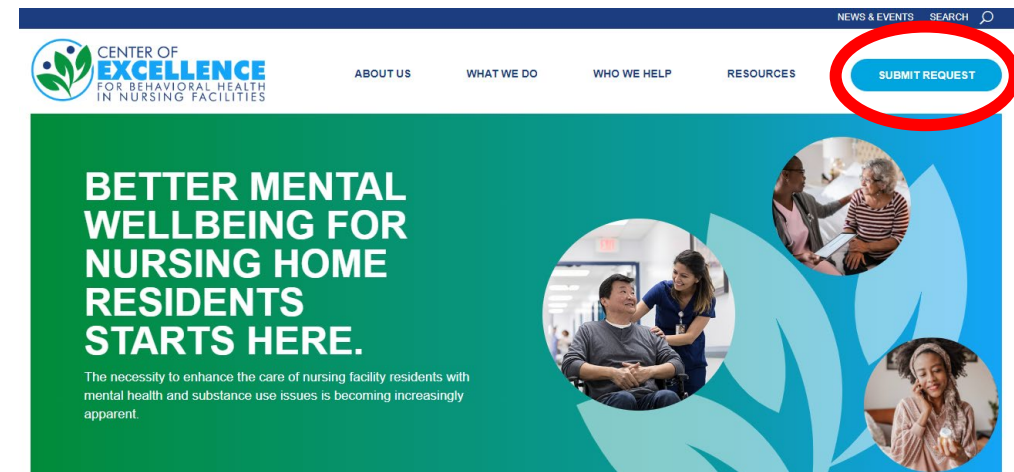 NEWS & EVENTS SEARCH
CENTER OF
EXCELLENCE
FOR BEHAVIORAL HEALTH
IN NURSING FACILITIES
ABOUT US WHAT WE DO WHO WE HELP RESOURCES SUBMIT REQUEST
BETTER MENTAL
WELLBEING FOR
NURSING HOME
RESIDENTS
STARTS HERE.
The necessity to enhance the care of nursing facility residents with
mental health and substance use issues is becoming increasingly
apparent.